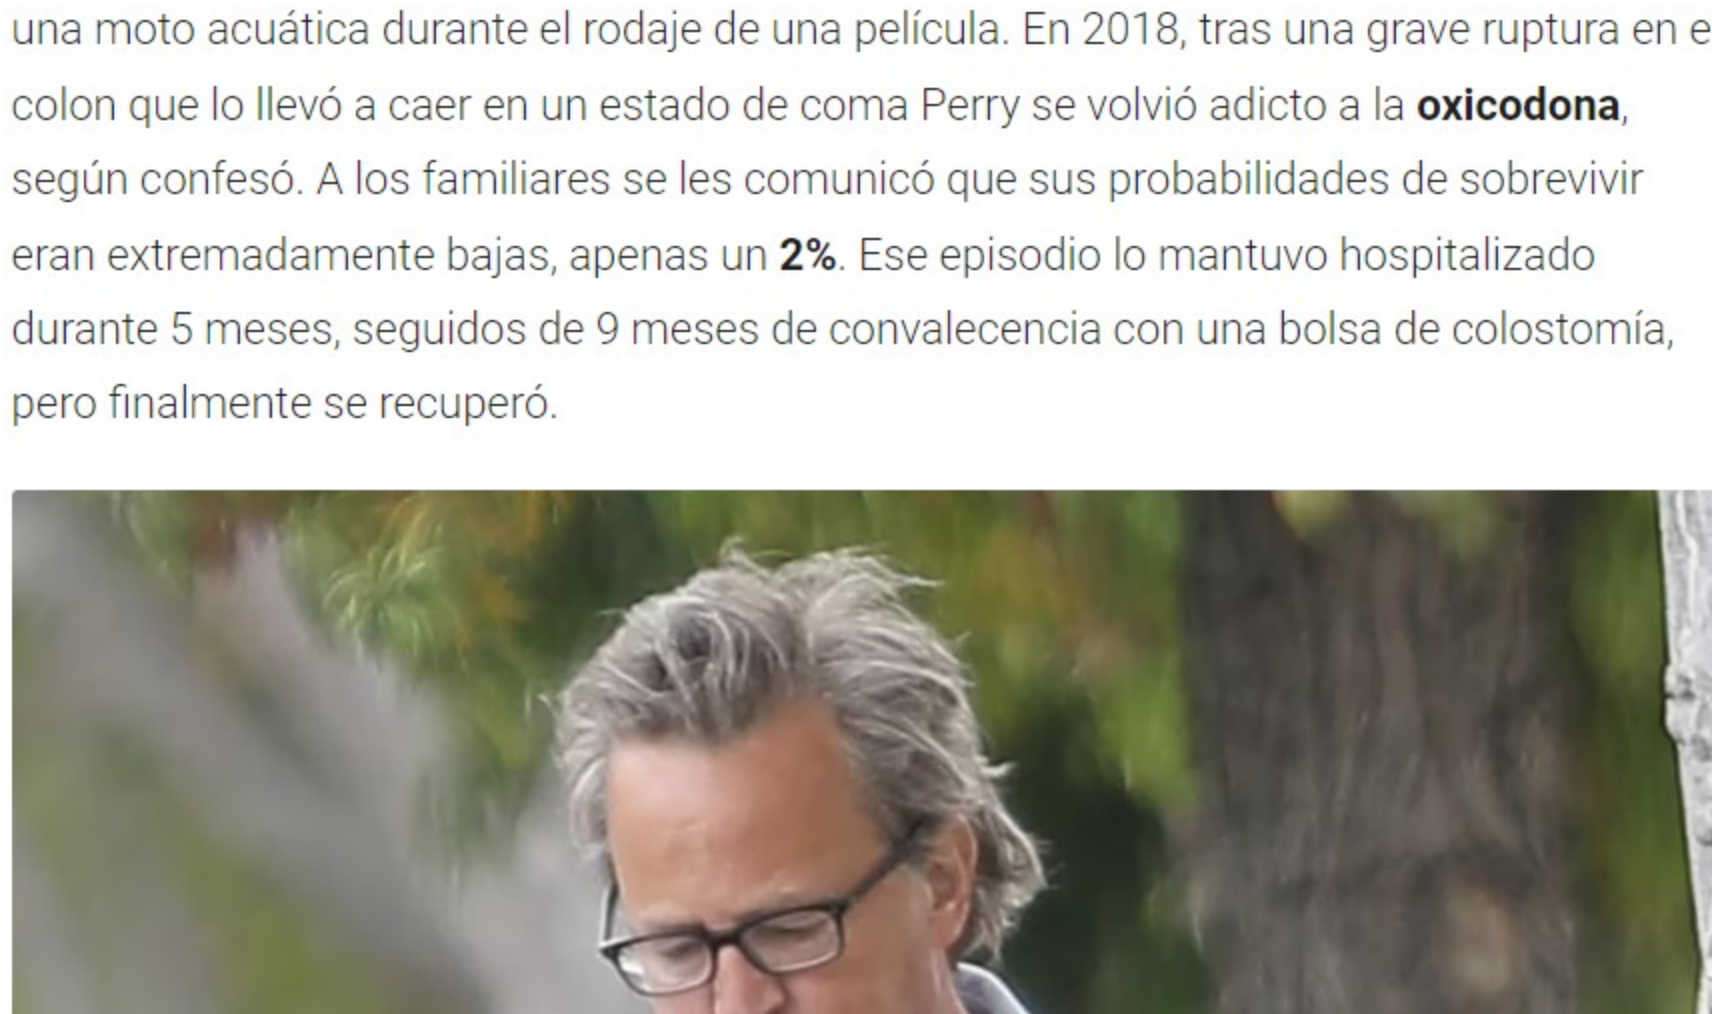 una moto acuática durante el rodaje de una película. En 2018, tras una grave ruptura en e
colon que lo llevó a caer en un estado de coma Perry se volvió adicto a la oxicodona,
según confesó. A los familiares se les comunicó que sus probabilidades de sobrevivir
eran extremadamente bajas, apenas un 2%. Ese episodio lo mantuvo hospitalizado
durante 5 meses, seguidos de 9 meses de convalecencia con una bolsa de colostomía,
pero finalmente se recuperó.